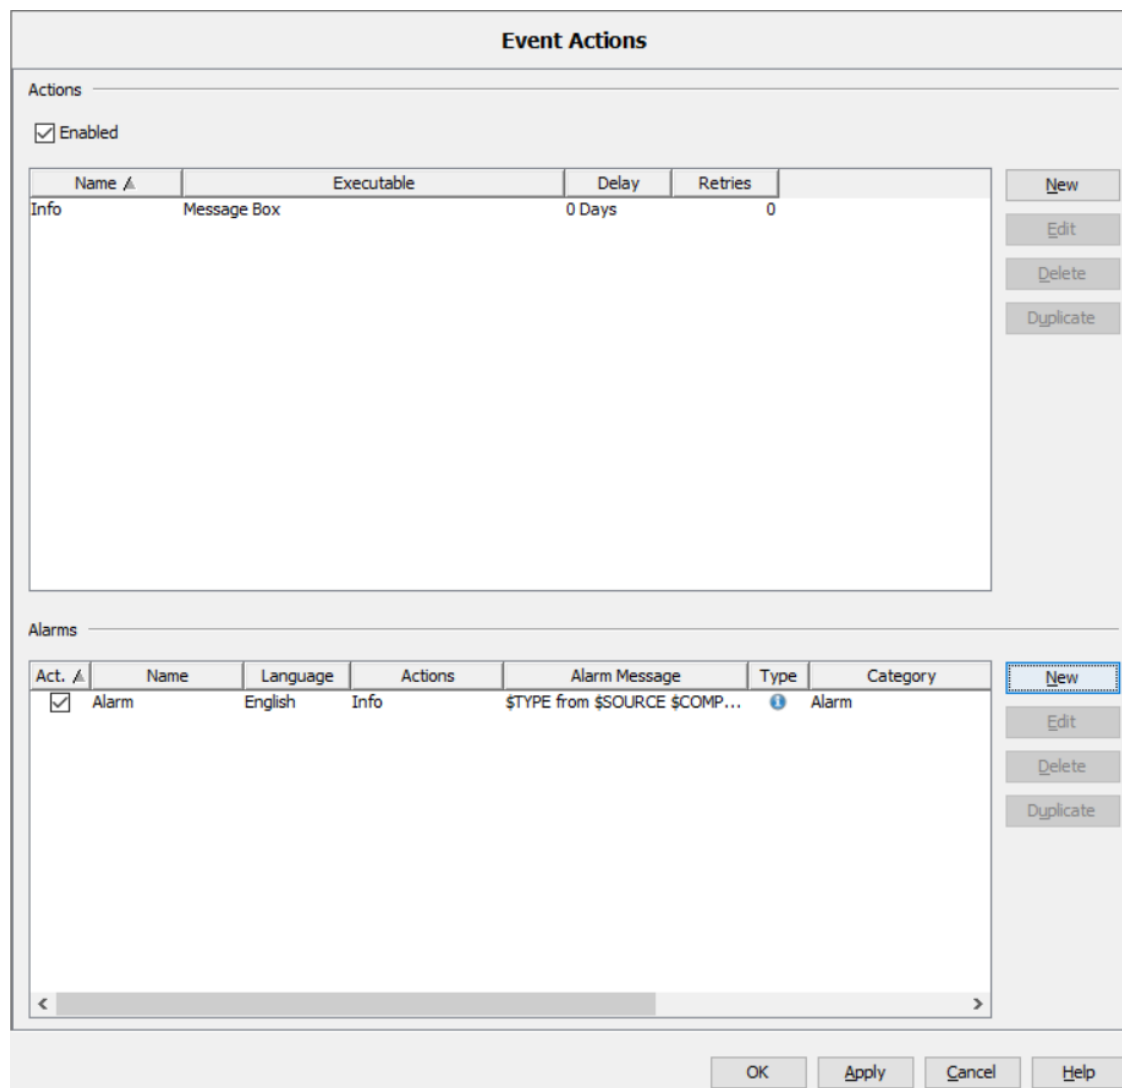 Event Actions
Actions
Enabled
Name Executable Delay Retries
Info Message Box 0 Days 0
New
Edit
Delete
Duplicate
Alarms
Act. Name Language Actions Alarm Message Type Category
Alarm English Info $TYPE from $SOURCE $COMP... Alarm
New
Edit
Delete
Duplicate
OK Apply Cancel Help